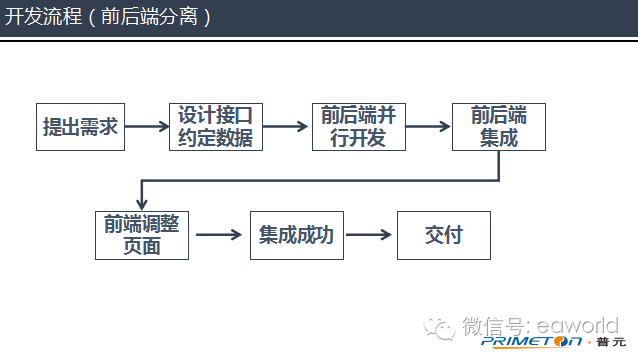 开发流程（前后端分离）
提出需求
设计接口
约定数据
前后端并
行开发
前后端
集成
前端调整
页面
集成成功
交付
微信号: eaworld
PRIMETON·普元